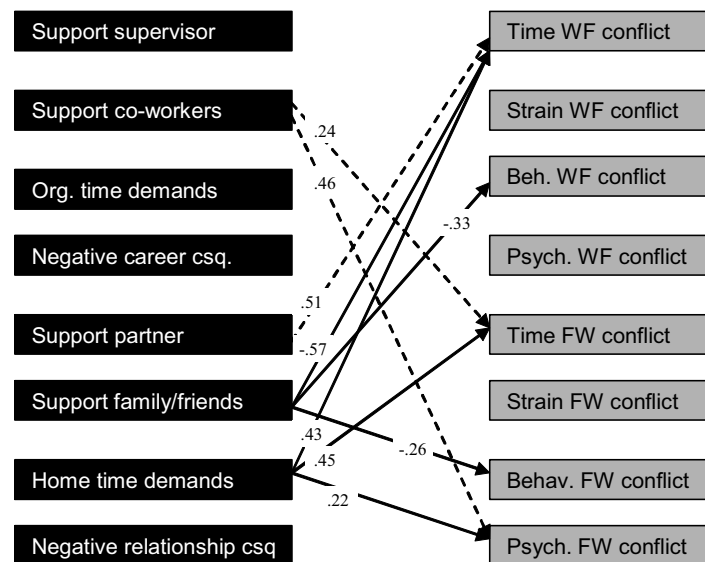 Support supervisor
Time WF conflict
Support co-workers
Strain WF conflict
.24
Org. time demands
.46
Beh. WF conflict
-.33
Negative career csq.
Psych. WF conflict
.51
Support partner
Time FW conflict
-.57
Support family/friends
Strain FW conflict
.43
.45
-.26
Home time demands
Behav. FW conflict
.22
Negative relationship csq
Psych. FW conflict